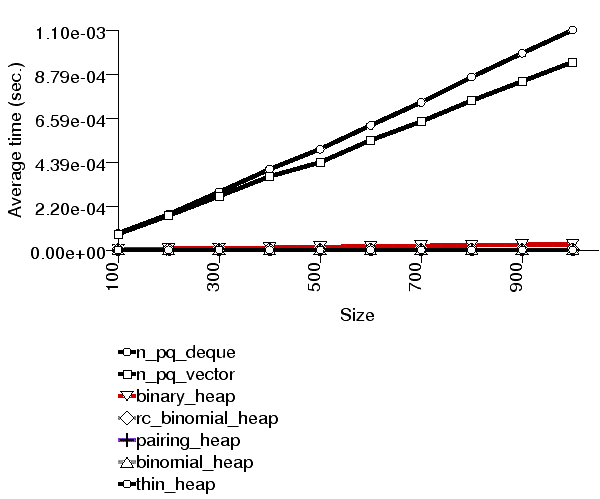 1.10e-03
8.79e-04
6.59e-04
4.39e-04
2.20e-04
0.00e+00
Average time (sec.)
100
300
500
700
900
Size
n_pq_deque
n_pq_vector
binary_heap
rc_binomial_heap
pairing_heap
binomial_heap
thin_heap